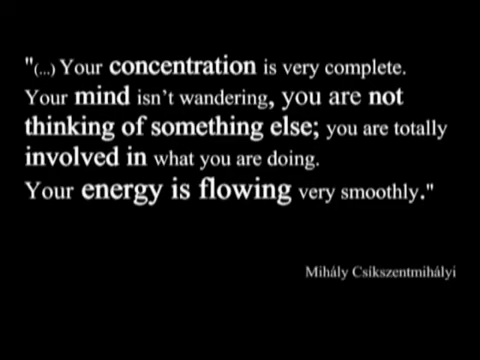 "(...) Your concentration is very complete.
Your mind isn't wandering, you are not
thinking of something else; you are totally
involved in what you are doing.
Your energy is flowing very smoothly."
Mihály Csíkszentmihályi